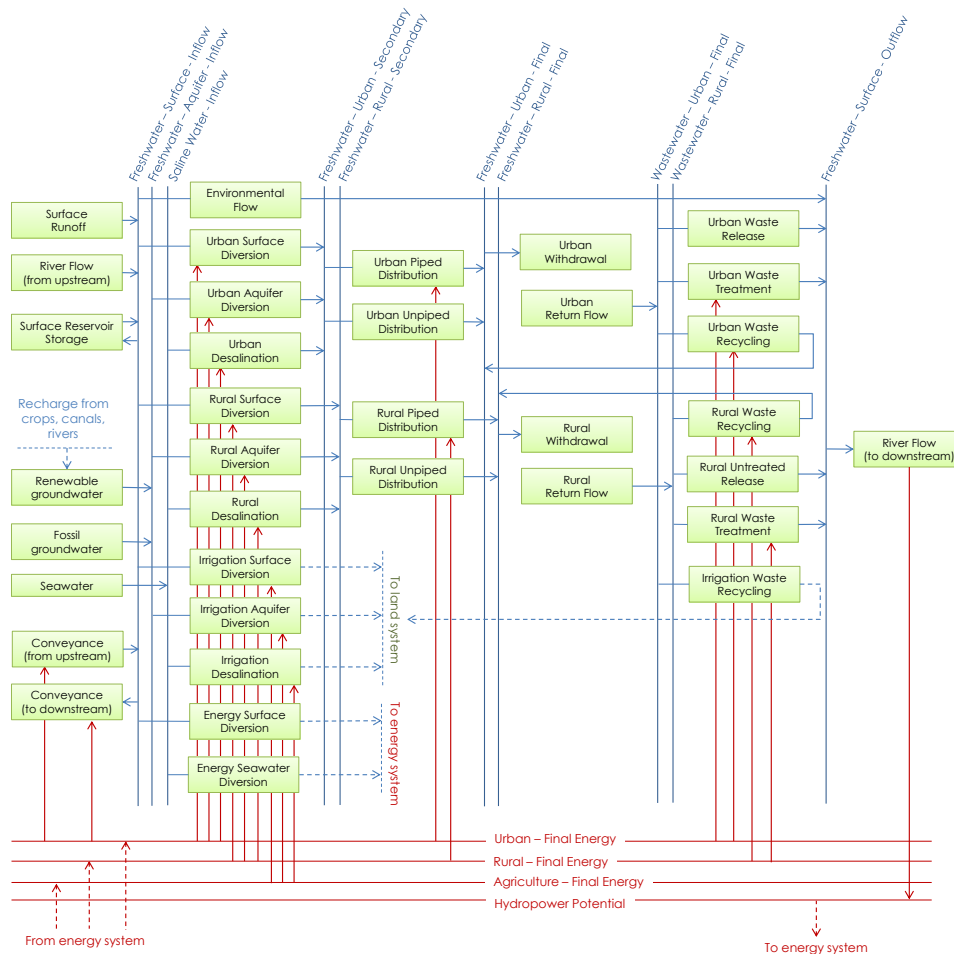 Freshwater – Surface - Inflow
Freshwater – Aquifer - Inflow
Saline Water - Inflow
Freshwater – Urban - Secondary
Freshwater – Rural - Secondary
Freshwater – Urban - Final
Freshwater – Rural - Final
Wastewater – Urban – Final
Wastewater – Rural - Final
Freshwater – Surface - Outflow
Surface
Runoff
River Flow
(from upstream)
Surface Reservoir
Storage
Recharge from
crops, canals,
rivers
Renewable
groundwater
Fossil
groundwater
Seawater
Conveyance
(from upstream)
Conveyance
(to downstream)
Environmental
Flow
Urban Surface
Diversion
Urban Aquifer
Diversion
Urban
Desalination
Rural Surface
Diversion
Rural Aquifer
Diversion
Rural
Desalination
Irrigation Surface
Diversion
Irrigation Aquifer
Diversion
Irrigation
Desalination
Energy Surface
Diversion
Energy Seawater
Diversion
To land system
To energy system
Urban Piped
Distribution
Urban Unpiped
Distribution
Rural Piped
Distribution
Rural Unpiped
Distribution
Urban
Withdrawal
Urban
Return Flow
Rural
Withdrawal
Rural
Return Flow
Urban Waste
Release
Urban Waste
Treatment
Urban Waste
Recycling
Rural Waste
Recycling
Rural Untreated
Release
Rural Waste
Treatment
Irrigation Waste
Recycling
River Flow
(to downstream)
Urban – Final Energy
Rural – Final Energy
Agriculture – Final Energy
Hydropower Potential
From energy system
To energy system